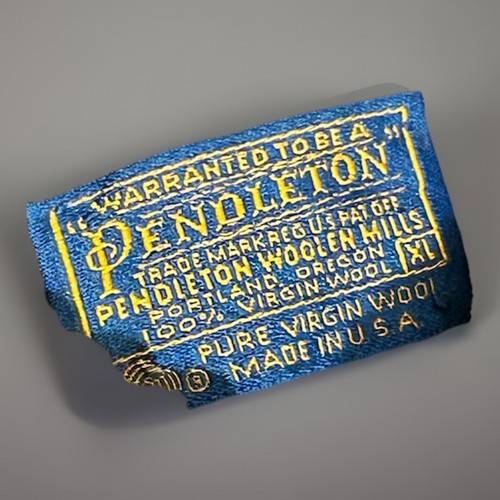 "WARRANTED TO BE A
PENDLETON"
TRADE MARK REG U S PAT OFF
PENDLETON WOOLEN MILLS
PORTLAND, OREGON
100% VIRGIN WOOL
XL
PURE VIRGIN WOOL
® MADE IN U S A